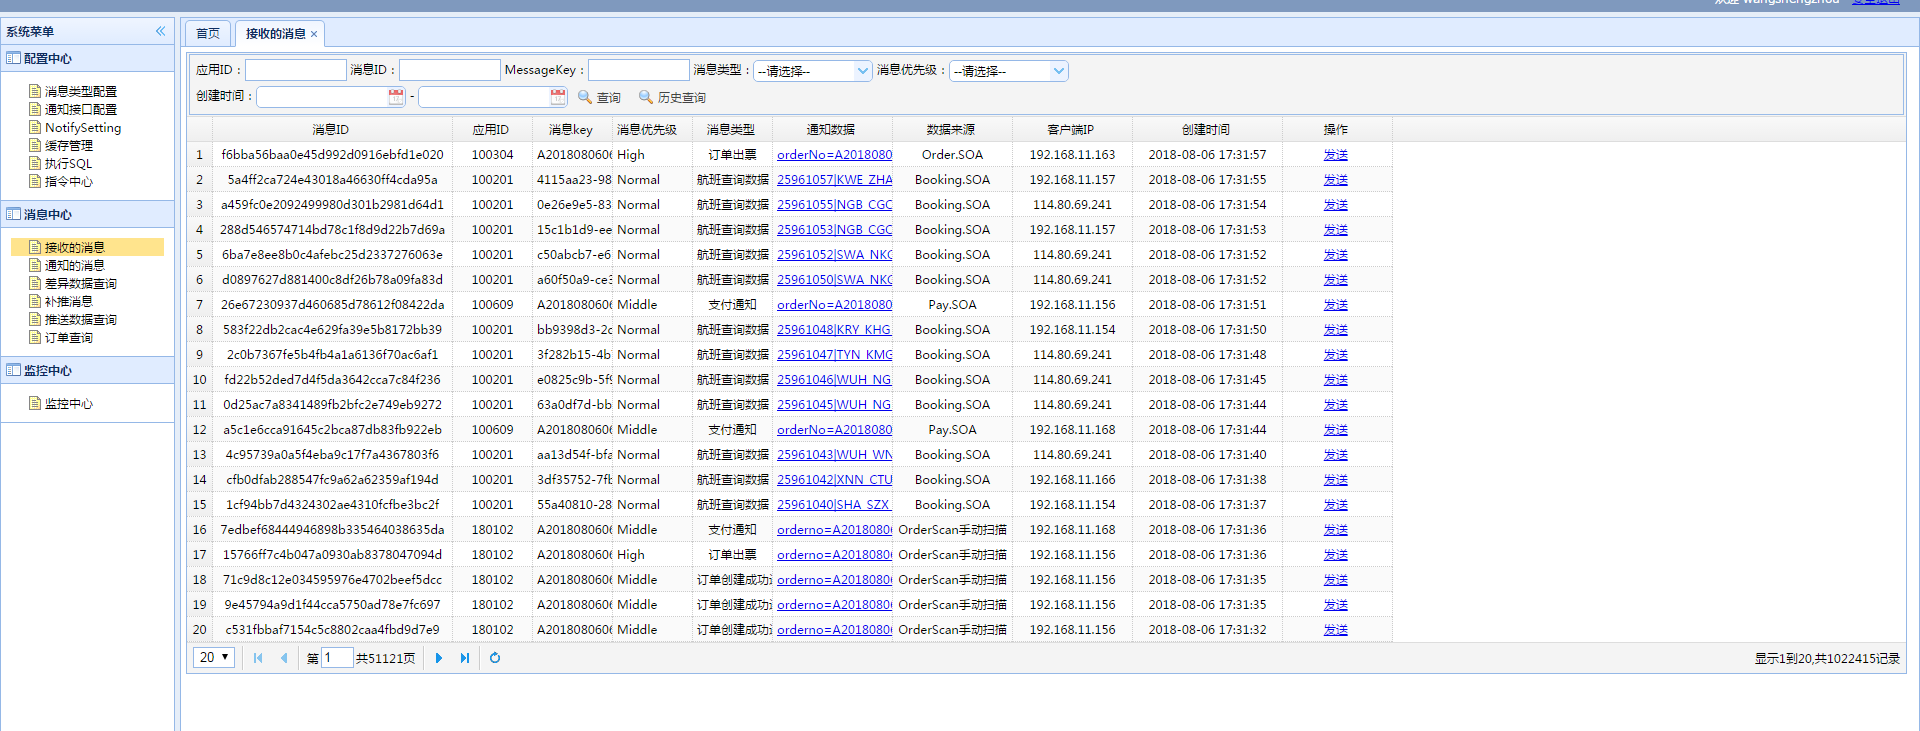 系统菜单
配置中心
消息类型配置
通知接口配置
NotifySetting
缓存管理
执行SQL
指令中心
消息中心
接收的消息
通知的消息
差异数据查询
补推消息
推送数据查询
订单查询
监控中心
监控中心
首页 接收的消息
应用ID： 消息ID： MessageKey： 消息类型： --请选择-- 消息优先级： --请选择--
创建时间： - 查询 历史查询
消息ID 应用ID 消息key 消息优先级 消息类型 通知数据 数据来源 客户端IP 创建时间 操作
1 f6bba56baa0e45d992d0916ebfd1e020 100304 A2018080606 High 订单出票 orderNo=A2018080 Order.SOA 192.168.11.163 2018-08-06 17:31:57 发送
2 5a4ff2ca724e43018a46630ff4cda95a 100201 4115aa23-98 Normal 航班查询数据 25961057|KWE_ZHA Booking.SOA 192.168.11.157 2018-08-06 17:31:55 发送
3 a459fc0e2092499980d301b2981d64d1 100201 0e26e9e5-83 Normal 航班查询数据 25961055|NGB_CGC Booking.SOA 114.80.69.241 2018-08-06 17:31:54 发送
4 288d546574714bd78c1f8d9d22b7d69a 100201 15c1b1d9-ee Normal 航班查询数据 25961053|NGB_CGC Booking.SOA 192.168.11.157 2018-08-06 17:31:53 发送
5 6ba7e8ee8b0c4afebc25d2337276063e 100201 c50abcb7-e6 Normal 航班查询数据 25961052|SWA_NKG Booking.SOA 114.80.69.241 2018-08-06 17:31:52 发送
6 d0897627d881400c8df26b78a09fa83d 100201 a60f50a9-ce3 Normal 航班查询数据 25961050|SWA_NKG Booking.SOA 114.80.69.241 2018-08-06 17:31:52 发送
7 26e67230937d460685d78612f08422da 100609 A2018080606 Middle 支付通知 orderNo=A2018080 Pay.SOA 192.168.11.156 2018-08-06 17:31:51 发送
8 583f22db2cac4e629fa39e5b8172bb39 100201 bb9398d3-2c Normal 航班查询数据 25961048|KRY_KHG Booking.SOA 192.168.11.154 2018-08-06 17:31:50 发送
9 2c0b7367fe5b4fb4a1a6136f70ac6af1 100201 3f282b15-4b Normal 航班查询数据 25961047|TYN_KMG Booking.SOA 114.80.69.241 2018-08-06 17:31:48 发送
10 fd22b52ded7d4f5da3642cca7c84f236 100201 e0825c9b-5f9 Normal 航班查询数据 25961046|WUH_NG Booking.SOA 114.80.69.241 2018-08-06 17:31:45 发送
11 0d25ac7a8341489fb2bfc2e749eb9272 100201 63a0df7d-bb Normal 航班查询数据 25961045|WUH_NG Booking.SOA 114.80.69.241 2018-08-06 17:31:44 发送
12 a5c1e6cca91645c2bca87db83fb922eb 100609 A2018080606 Middle 支付通知 orderNo=A2018080 Pay.SOA 192.168.11.168 2018-08-06 17:31:44 发送
13 4c95739a0a5f4eba9c17f7a4367803f6 100201 aa13d54f-bfa Normal 航班查询数据 25961043|WUH_WN Booking.SOA 114.80.69.241 2018-08-06 17:31:40 发送
14 cfb0dfab288547fc9a62a62359af194d 100201 3df35752-7fb Normal 航班查询数据 25961042|XNN_CTU Booking.SOA 192.168.11.166 2018-08-06 17:31:38 发送
15 1cf94bb7d4324302ae4310fcfbe3bc2f 100201 55a40810-28 Normal 航班查询数据 25961040|SHA_SZX Booking.SOA 192.168.11.154 2018-08-06 17:31:37 发送
16 7edbef68444946898b335464038635da 180102 A2018080606 Middle 支付通知 orderno=A2018080 OrderScan手动扫描 192.168.11.168 2018-08-06 17:31:36 发送
17 15766ff7c4b047a0930ab8378047094d 180102 A2018080606 High 订单出票 orderno=A2018080 OrderScan手动扫描 192.168.11.156 2018-08-06 17:31:36 发送
18 71c9d8c12e034595976e4702beef5dcc 180102 A2018080606 Middle 订单创建成功 orderno=A2018080 OrderScan手动扫描 192.168.11.156 2018-08-06 17:31:35 发送
19 9e45794a9d1f44cca5750ad78e7fc697 180102 A2018080606 Middle 订单创建成功 orderno=A2018080 OrderScan手动扫描 192.168.11.156 2018-08-06 17:31:35 发送
20 c531fbbaf7154c5c8802caa4fbd9d7e9 180102 A2018080606 Middle 订单创建成功 orderno=A2018080 OrderScan手动扫描 192.168.11.156 2018-08-06 17:31:32 发送
20 第 1 共51121页 显示1到20,共1022415记录